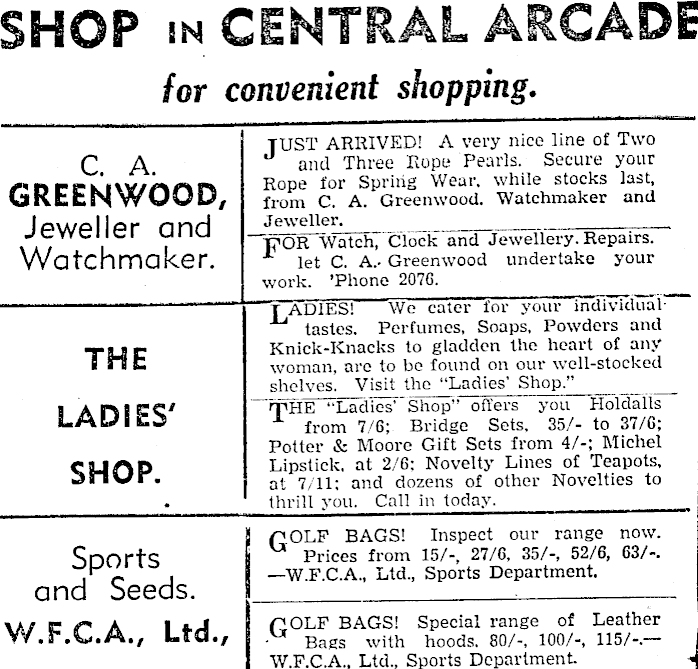 SHOP IN CENTRAL ARCADE
for convenient shopping.
C. A.
GREENWOOD,
Jeweller and
Watchmaker.
JUST ARRIVED! A very nice line of Two
and Three Rope Pearls. Secure your
Rope for Spring Wear, while stocks last,
from C. A. Greenwood. Watchmaker and
Jeweller.
FOR Watch, Clock and Jewellery. Repairs.
let C. A. Greenwood undertake your
work. 'Phone 2076.
THE
LADIES'
SHOP.
LADIES! We cater for your individual
tastes. Perfumes, Soaps, Powders and
Knick-Knacks to gladden the heart of any
woman, are to be found on our well-stocked
shelves. Visit the "Ladies' Shop."
THE "Ladies' Shop" offers you Holdalls
from 7/6; Bridge Sets, 35/- to 37/6;
Potter & Moore Gift Sets from 4/-; Michel
Lipstick, at 2/6; Novelty Lines of Teapots,
at 7/11; and dozens of other Novelties to
thrill you. Call in today.
Sports
and Seeds.
W.F.C.A., Ltd.,
GOLF BAGS! Inspect our range now.
Prices from 15/-, 27/6, 35/-, 52/6, 63/-.
—W.F.C.A., Ltd., Sports Department.
GOLF BAGS! Special range of Leather
Bags with hoods. 80/-, 100/-, 115/-.—
W.F.C.A., Ltd., Sports Department.